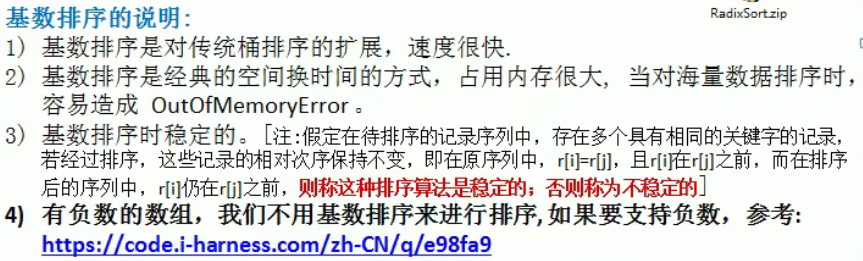 RadixSort.zip
基数排序的说明:
1) 基数排序是对传统桶排序的扩展，速度很快.
2) 基数排序是经典的空间换时间的方式，占用内存很大, 当对海量数据排序时，
容易造成 OutOfMemoryError 。
3) 基数排序时稳定的。[注:假定在待排序的记录序列中，存在多个具有相同的关键字的记录，
若经过排序，这些记录的相对次序保持不变，即在原序列中，r[i]=r[j]，且r[i]在r[j]之前，而在排序
后的序列中，r[i]仍在r[j]之前，则称这种排序算法是稳定的；否则称为不稳定的]
4) 有负数的数组，我们不用基数排序来进行排序, 如果要支持负数，参考:
https://code.i-harness.com/zh-CN/q/e98fa9